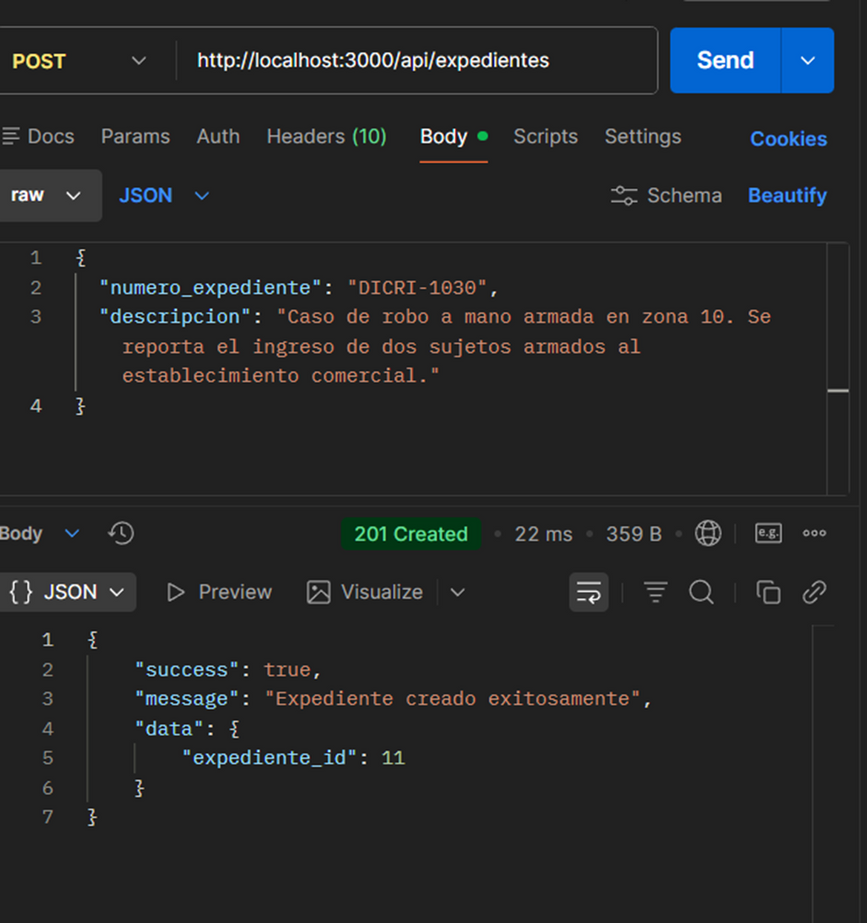 POST http://localhost:3000/api/expedientes Send
Docs Params Auth Headers (10) Body Scripts Settings Cookies
raw JSON Schema Beautify
1 {
2 "numero_expediente": "DICRI-1030",
3 "descripcion": "Caso de robo a mano armada en zona 10. Se
reporta el ingreso de dos sujetos armados al
establecimiento comercial."
4 }
Body 201 Created 22 ms 359 B e.g.
{} JSON Preview Visualize
1 {
2 "success": true,
3 "message": "Expediente creado exitosamente",
4 "data": {
5 "expediente_id": 11
6 }
7 }